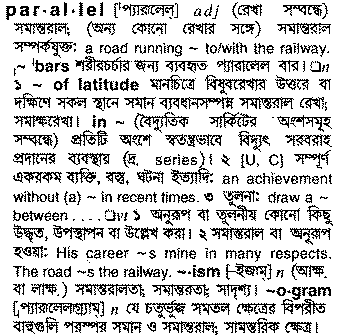 par·al·lel ['প্যারালেল্] adj (রেখা সম্বন্ধে)
সমান্তরাল; (অন্য কোনো রেখার সঙ্গে) সমান্তরাল
সম্পর্কযুক্ত: a road running ~ to/with the railway.
,~ 'bars শরীরচর্চার জন্য ব্যবহৃত প্যারালেল বার। □n
১ ~ of latitude মানচিত্রে বিষুবরেখার উত্তরে বা
দক্ষিণে সকল স্থানে সমান ব্যবধানসম্পন্ন সমান্তরাল রেখা;
সমাক্ষরেখা। in ~ (বৈদ্যুতিক সার্কিটের অংশসমূহ
সম্বন্ধে) প্রতিটি অংশে স্বতন্ত্রভাবে বিদ্যুৎ সরবরাহ
প্রদানের ব্যবস্থায় (দ্র. series)। ২ [U, C] সম্পূর্ণ
একরকম ব্যক্তি, বস্তু, ঘটনা ইত্যাদি: an achievement
without (a) ~ in recent times. ৩ তুলনা: draw a ~
between .... □vt ১ অনুরূপ বা তুলনীয় কোনো কিছু
উদ্ধৃত, উপস্থাপন বা উল্লেখ করা। ২ সমান্তরাল বা অনুরূপ
হওয়া: His career ~s mine in many respects.
The road ~s the railway. ~·ism [–ইজাম্] n (আক্ষ.
বা লাক্ষ.) সমান্তরালতা; সমান্তরতা; সাদৃশ্য। ~·o·gram
[প্যারালেলাগ্র্যাম্] n যে চতুর্ভুজ সমতল ক্ষেত্রের বিপরীত
বাহুগুলি পরস্পর সমান ও সমান্তরাল; সামন্তরিক ক্ষেত্র।